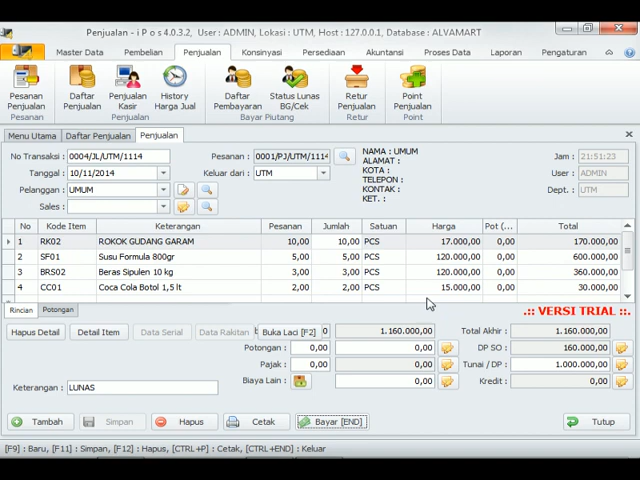 Penjualan - i P o s 4.0.3.2, User : ADMIN, Lokasi : UTM, Host : 127.0.0.1, Database : ALVAMART
Master Data Pembelian Penjualan Konsinyasi Persediaan Akuntansi Proses Data Laporan Pengaturan
Pesanan Penjualan
Daftar Penjualan
Penjualan Kasir
History Harga Jual
Daftar Pembayaran
Status Lunas BG/Cek
Retur Penjualan
Point Penjualan
Pesanan Penjualan Bayar Piutang Retur Point
Menu Utama Daftar Penjualan Penjualan
No Transaksi : 0004/JL/UTM/1114
Pesanan : 0001/PJ/UTM/1114
Tanggal : 10/11/2014
Keluar dari : UTM
Pelanggan : UMUM
Sales :
NAMA : UMUM
ALAMAT :
KOTA :
TELEPON :
KONTAK :
KET. :
Jam : 21:51:23
User : ADMIN
Dept. : UTM
No Kode Item Keterangan Pesanan Jumlah Satuan Harga Pot (... Total
1 RK02 ROKOK GUDANG GARAM 10,00 10,00 PCS 17.000,00 0,00 170.000,00
2 SF01 Susu Formula 800gr 5,00 5,00 PCS 120.000,00 0,00 600.000,00
3 BRS02 Beras Sipulen 10 kg 3,00 3,00 PCS 120.000,00 0,00 360.000,00
4 CC01 Coca Cola Botol 1,5 lt 2,00 2,00 PCS 15.000,00 0,00 30.000,00
Rincian Potongan
.:: VERSI TRIAL ::.
Hapus Detail Detail Item Data Serial Data Rakitan Buka Laci [F2] 0 1.160.000,00
Potongan : 0,00 0,00
Pajak : 0,00 0,00
Biaya Lain : 0,00
Total Akhir : 1.160.000,00
DP SO : 160.000,00
Tunai / DP : 1.000.000,00
Kredit : 0,00
Keterangan : LUNAS
Tambah Simpan Hapus Cetak Bayar [END] Tutup
[F9] : Baru, [F11] : Simpan, [F12] : Hapus, [CTRL+P] : Cetak, [CTRL+END] : Keluar